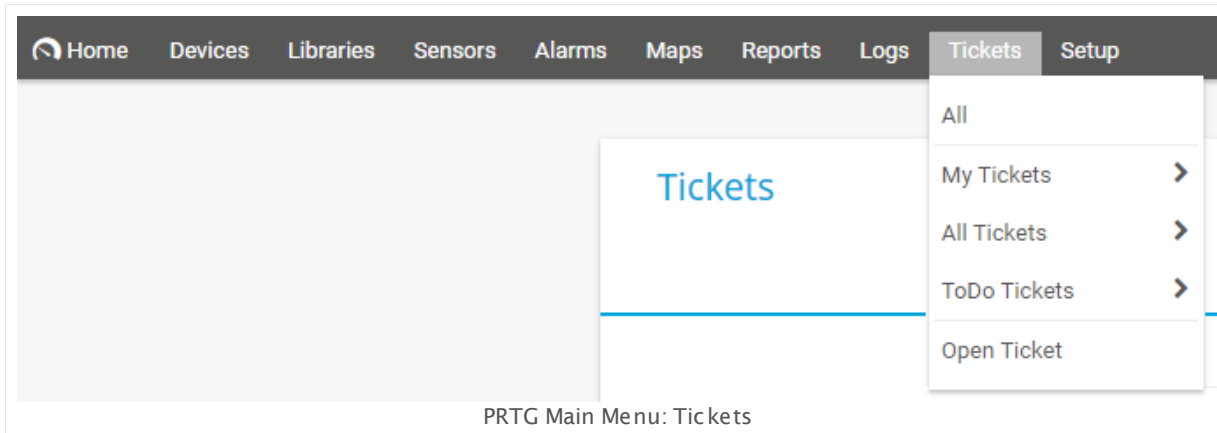 Home Devices Libraries Sensors Alarms Maps Reports Logs Tickets Setup
All
Tickets
My Tickets
All Tickets
ToDo Tickets
Open Ticket
PRTG Main Menu: Tickets